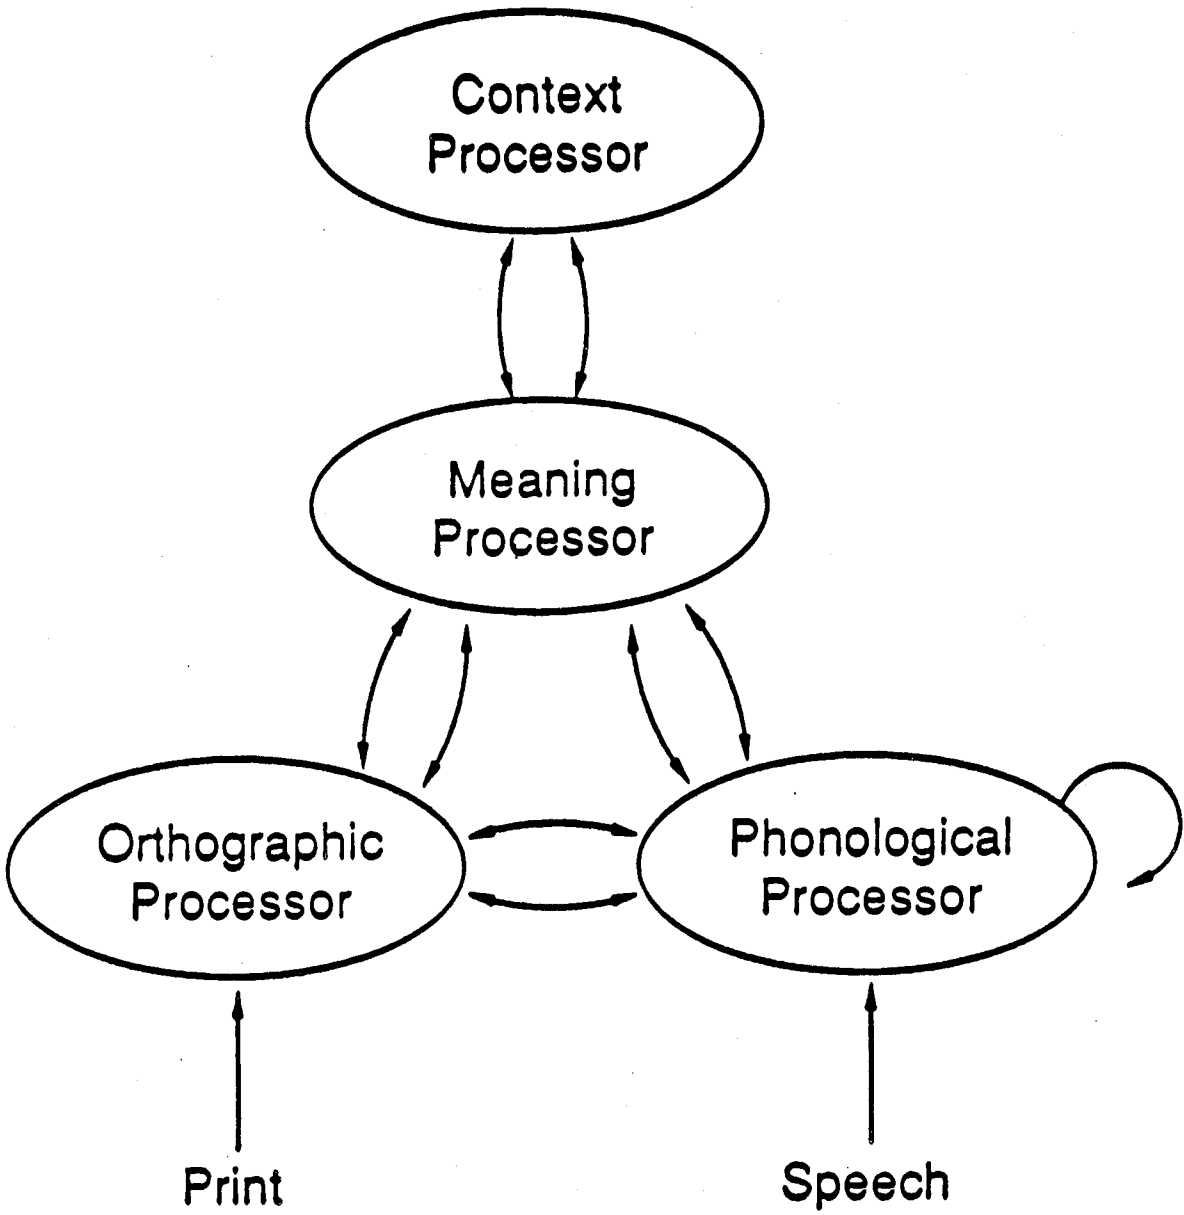 Context
Processor
Meaning
Processor
Orthographic
Processor
Phonological
Processor
Print
Speech